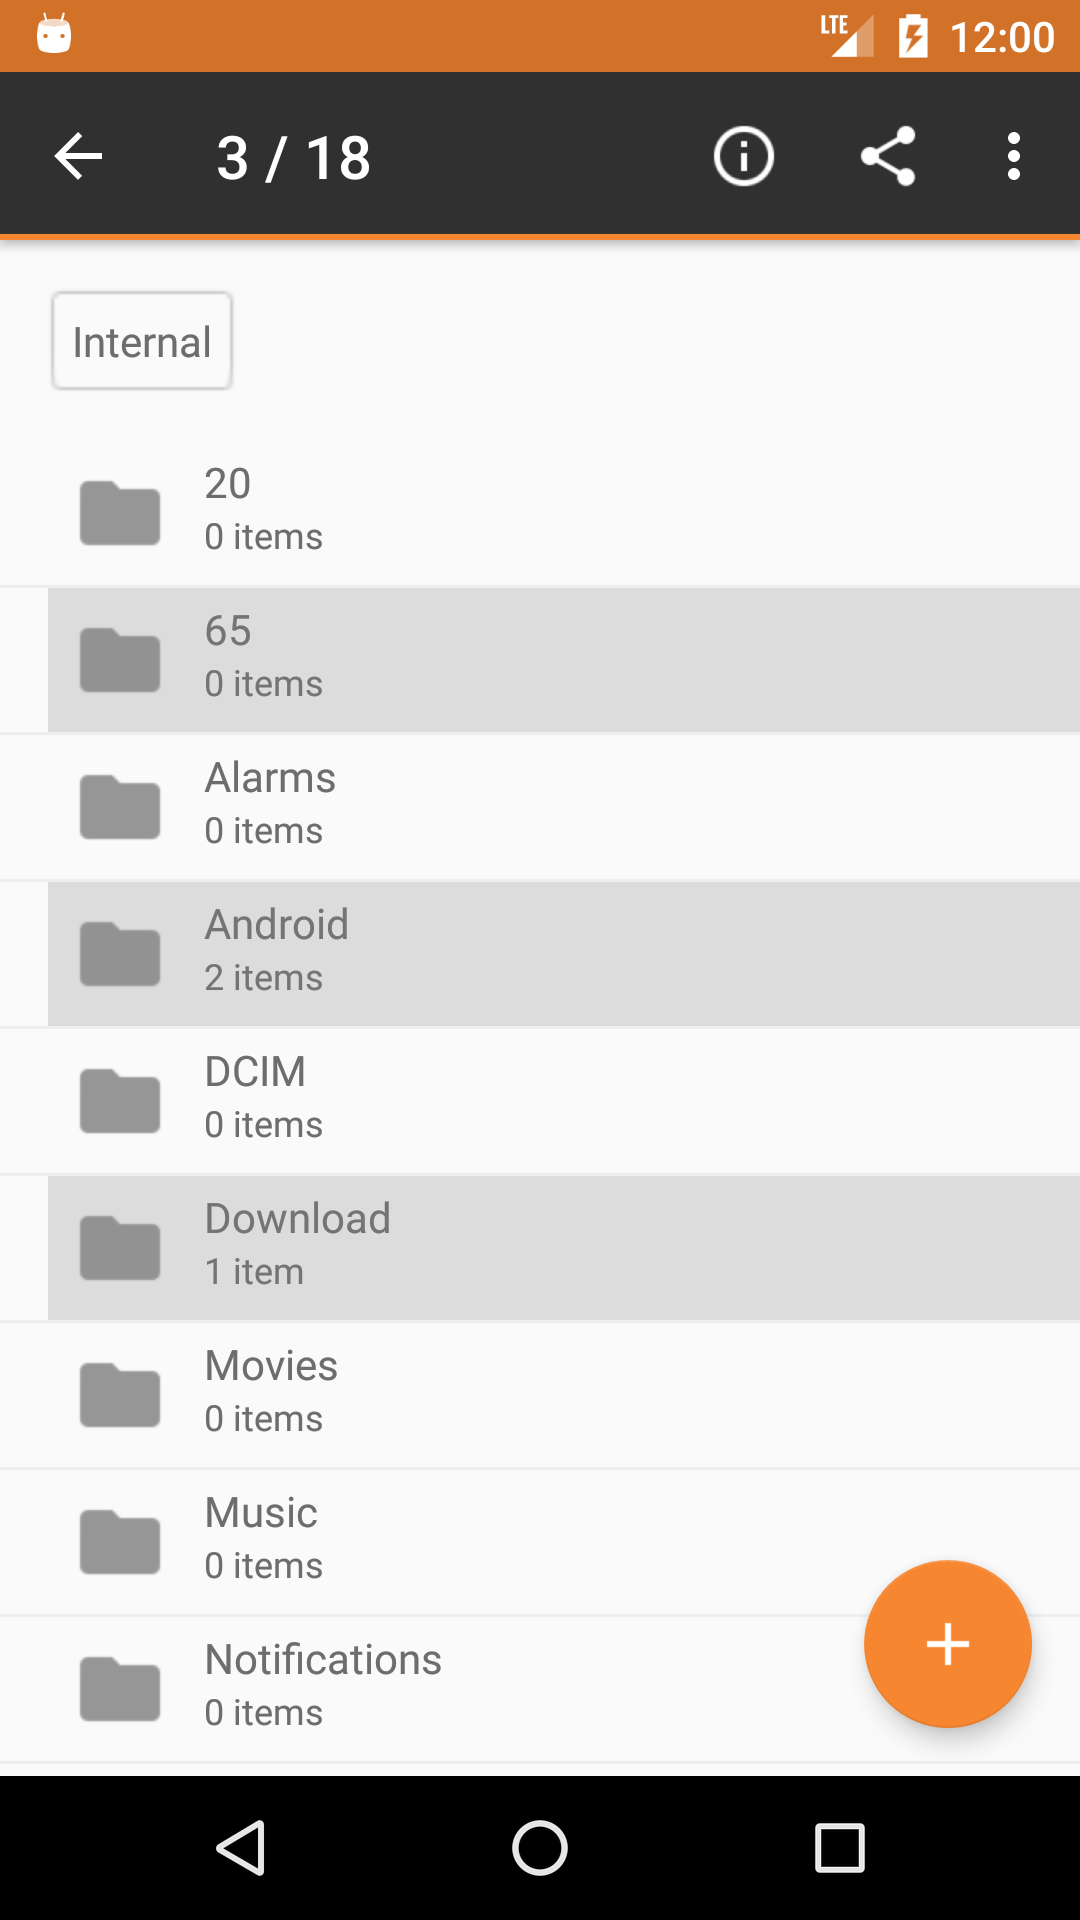 LTE 12:00
3 / 18
Internal
20
0 items
65
0 items
Alarms
0 items
Android
2 items
DCIM
0 items
Download
1 item
Movies
0 items
Music
0 items
Notifications
0 items